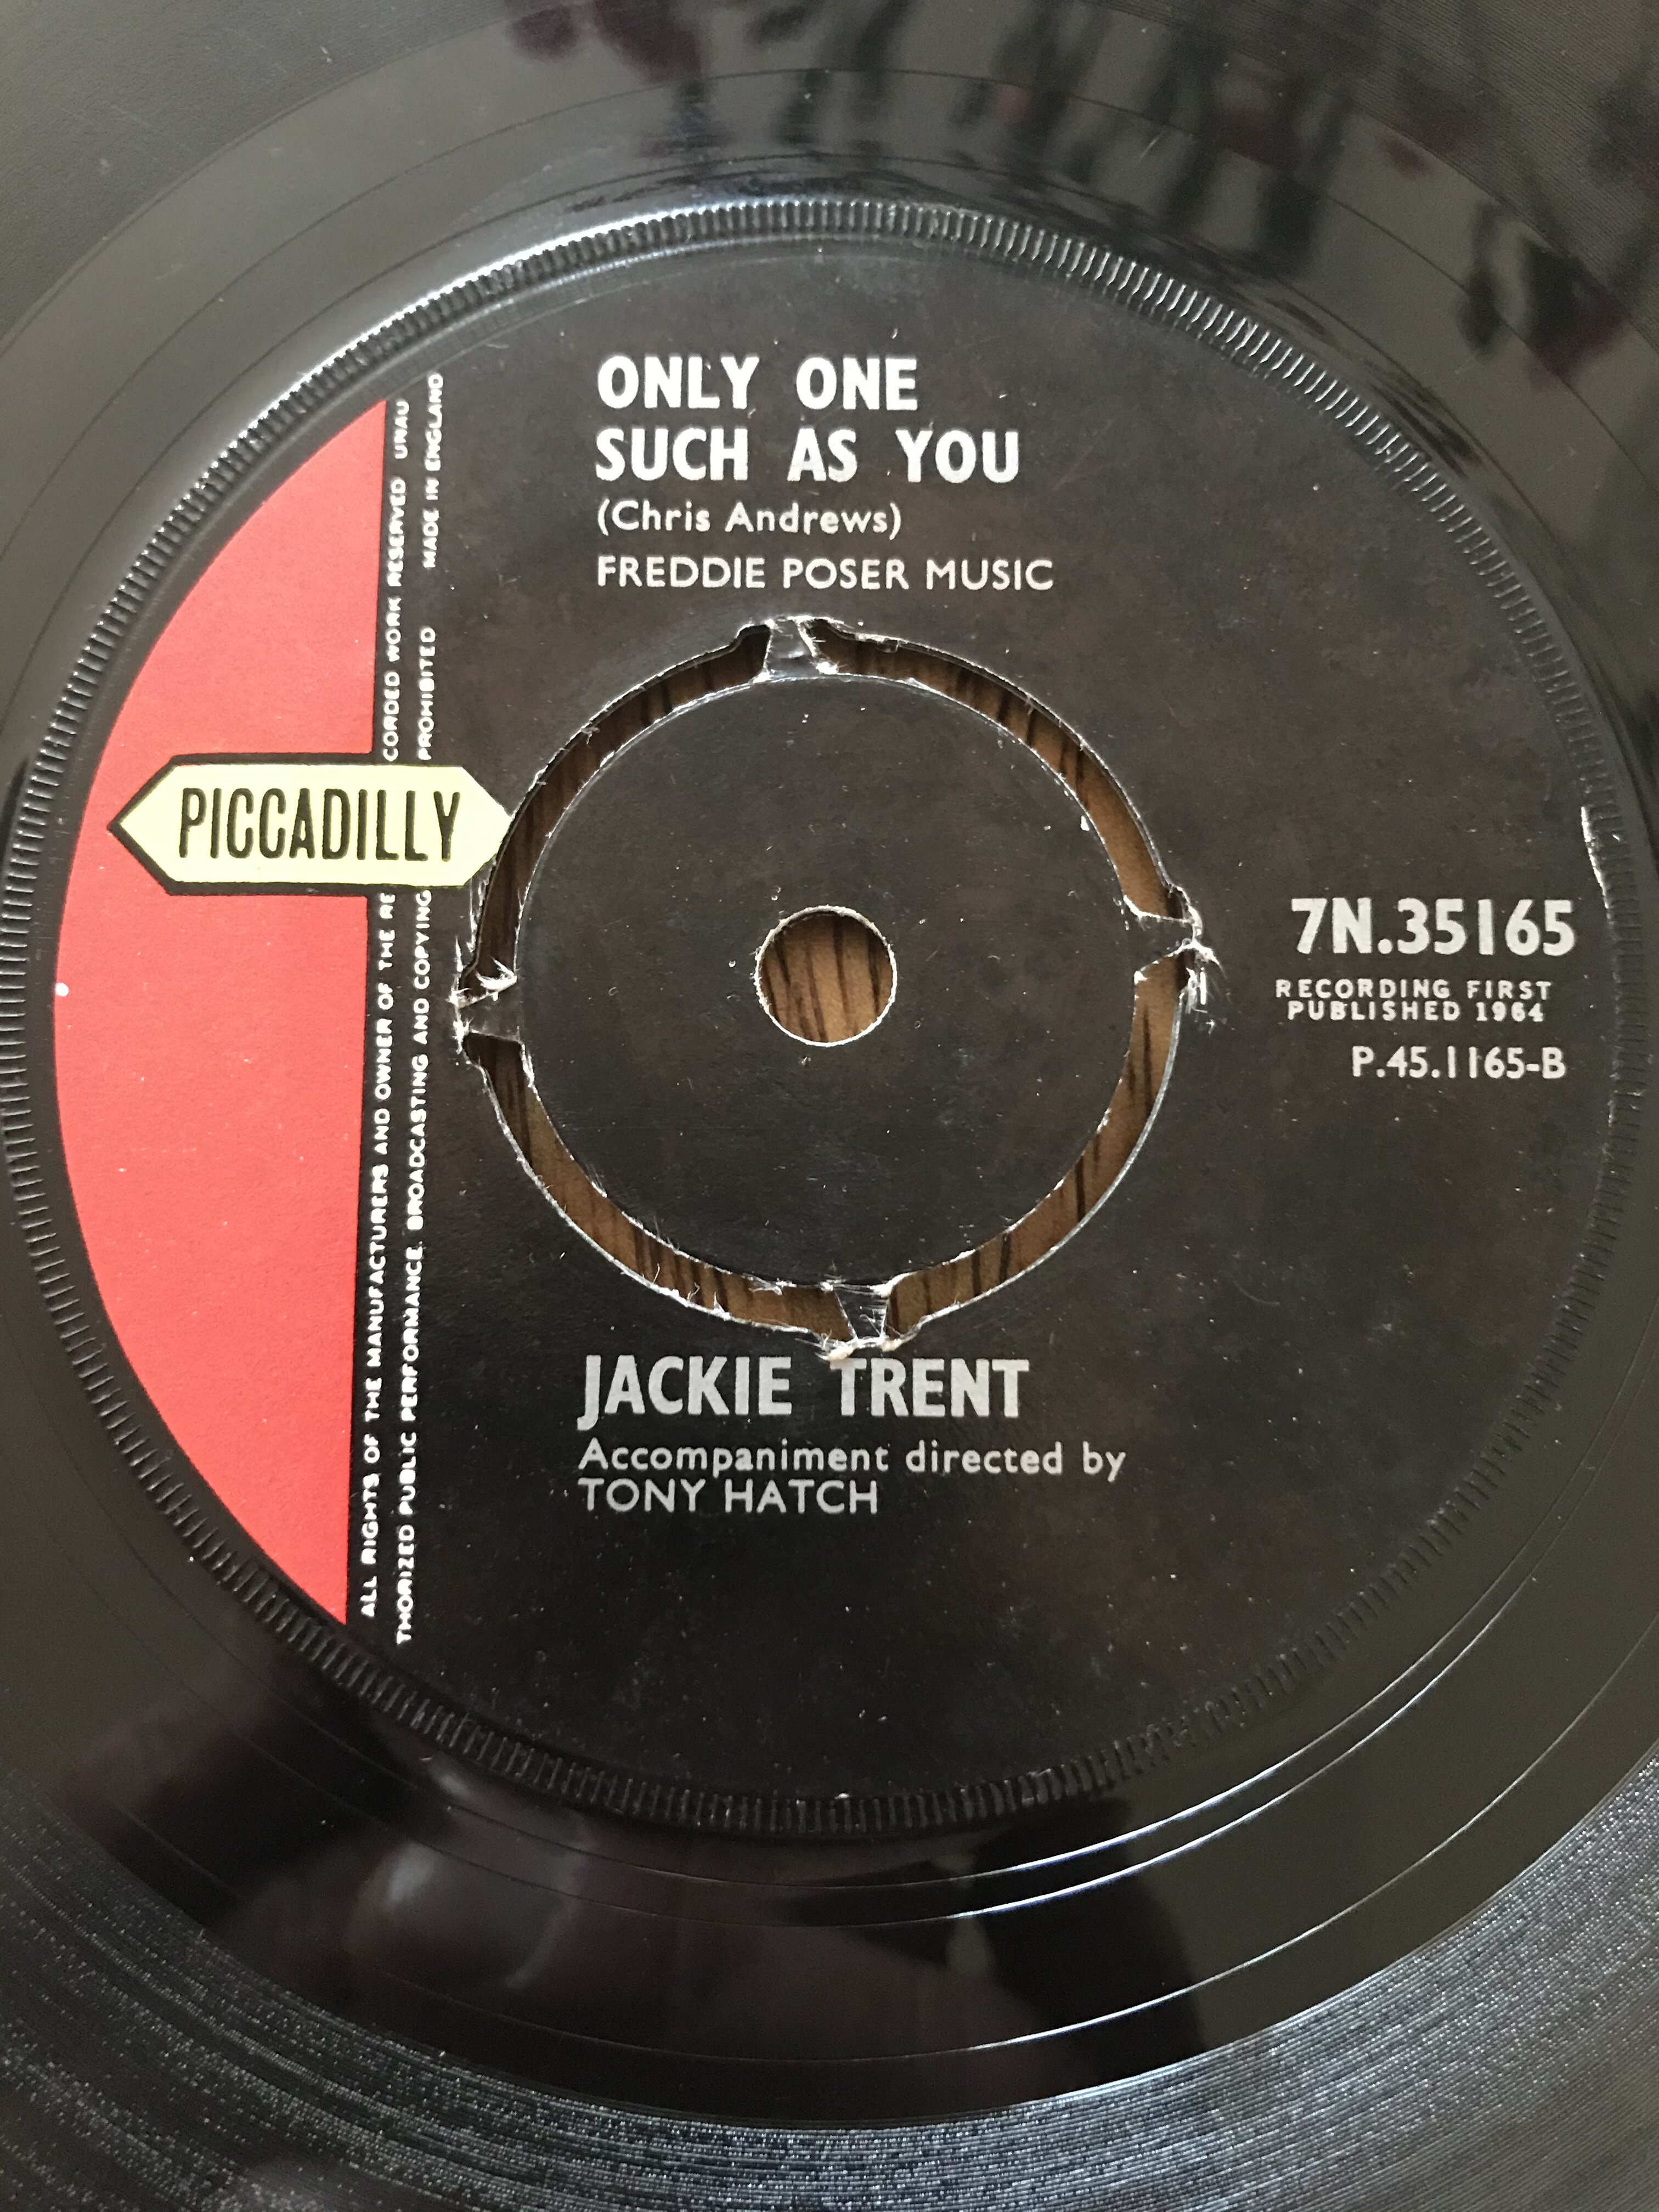 ONLY ONE
SUCH AS YOU
(Chris Andrews)
FREDDIE POSER MUSIC
PICCADILLY
7N.35165
RECORDING FIRST
PUBLISHED 1964
P.45.1165-B
JACKIE TRENT
Accompaniment directed by
TONY HATCH
ALL RIGHTS OF THE MANUFACTURERS AND OWNER OF THE RE CORDED WORK RESERVED UNAU
THORIZED PUBLIC PERFORMANCE. BROADCASTING AND COPYING PROHIBITED MADE IN ENGLAND